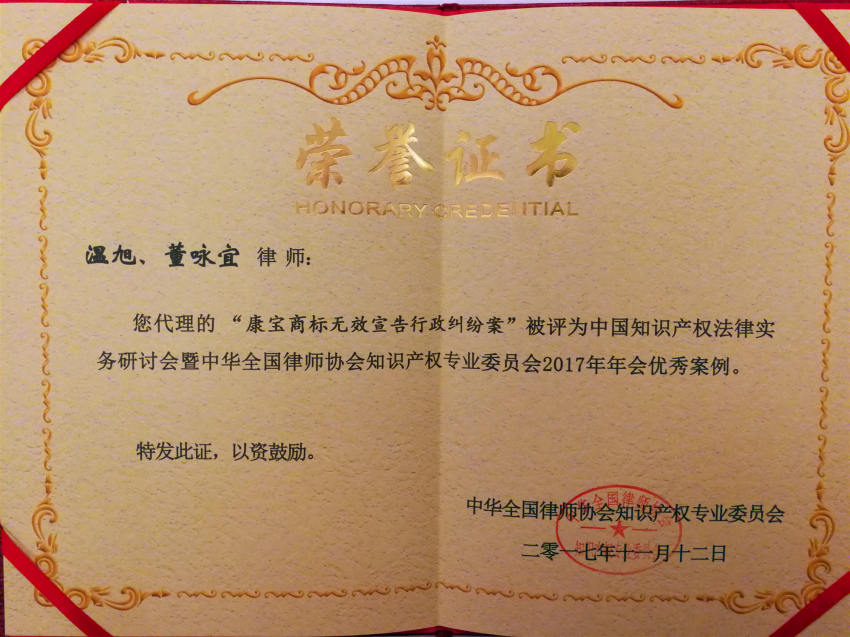 荣誉证书
HONORARY CREDENTIAL
温旭、董咏宜 律师：
您代理的“康宝商标无效宣告行政纠纷案”被评为中国知识产权法律实
务研讨会暨中华全国律师协会知识产权专业委员会2017年年会优秀案例。
特发此证，以资鼓励。
中华全国律师协会知识产权专业委员会
二零一七年十一月十二日